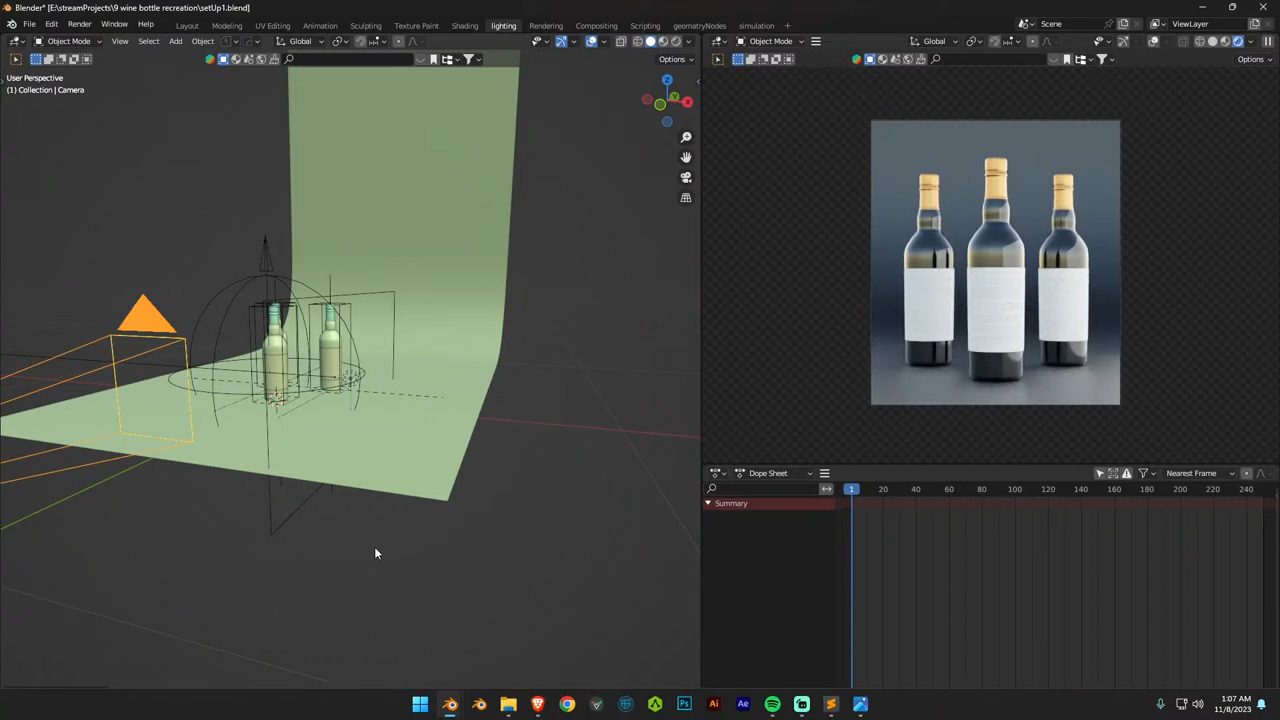 Blender* [E:\streamProjects\9 wine bottle recreation\setUp1.blend]
File Edit Render Window Help
Layout Modeling UV Editing Animation Sculpting Texture Paint Shading lighting Rendering Compositing Scripting geometryNodes simulation +
Scene
ViewLayer
Object Mode View Select Add Object Global
Object Mode Global
Options
Options
User Perspective
(1) Collection | Camera
Z
Y
X
Dope Sheet
Nearest Frame
1 20 40 60 80 100 120 140 160 180 200 220 240
Summary
Ps
Ai
Ae
1:07 AM
11/8/2023